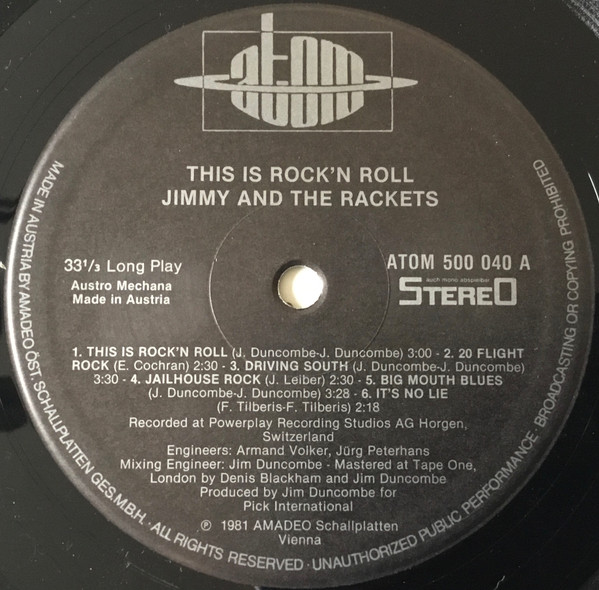 atom
THIS IS ROCK'N ROLL
JIMMY AND THE RACKETS
33¹/₃ Long Play
Austro Mechana
Made in Austria
ATOM 500 040 A
auch mono abspielbar
STEREO
1. THIS IS ROCK'N ROLL (J. Duncombe-J. Duncombe) 3:00 - 2. 20 FLIGHT
ROCK (E. Cochran) 2:30 - 3. DRIVING SOUTH (J. Duncombe-J. Duncombe)
3:30 - 4. JAILHOUSE ROCK (J. Leiber) 2:30 - 5. BIG MOUTH BLUES
(J. Duncombe-J. Duncombe) 3:28 - 6. IT'S NO LIE
(F. Tilberis-F. Tilberis) 2:18
Recorded at Powerplay Recording Studios AG Horgen,
Switzerland
Engineers: Armand Volker, Jürg Peterhans
Mixing Engineer: Jim Duncombe - Mastered at Tape One,
London by Denis Blackham and Jim Duncombe
Produced by Jim Duncombe for
Pick International
℗ 1981 AMADEO Schallplatten
Vienna
MADE IN AUSTRIA BY AMADEO ÖST. SCHALLPLATTEN GES.M.B.H. · ALL RIGHTS RESERVED · UNAUTHORIZED PUBLIC PERFORMANCE · BROADCASTING OR COPYING PROHIBITED